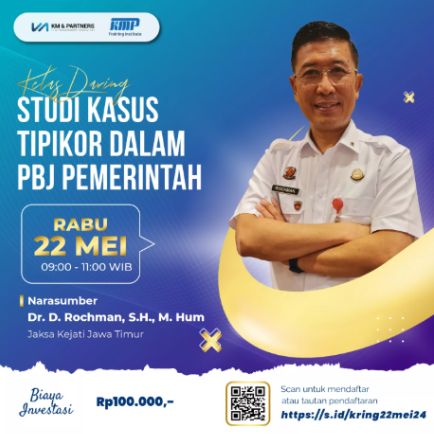 KM & PARTNERS
KMP
Training Institute
Kelas Daring
STUDI KASUS
TIPIKOR DALAM
PBJ PEMERINTAH
RABU
22 MEI
09:00 - 11:00 WIB
Narasumber
Dr. D. Rochman, S.H., M. Hum
Jaksa Kejati Jawa Timur
Biaya
Investasi
Rp100.000,-
Scan untuk mendaftar
atau tautan pendaftaran
https://s.id/kring22mei24